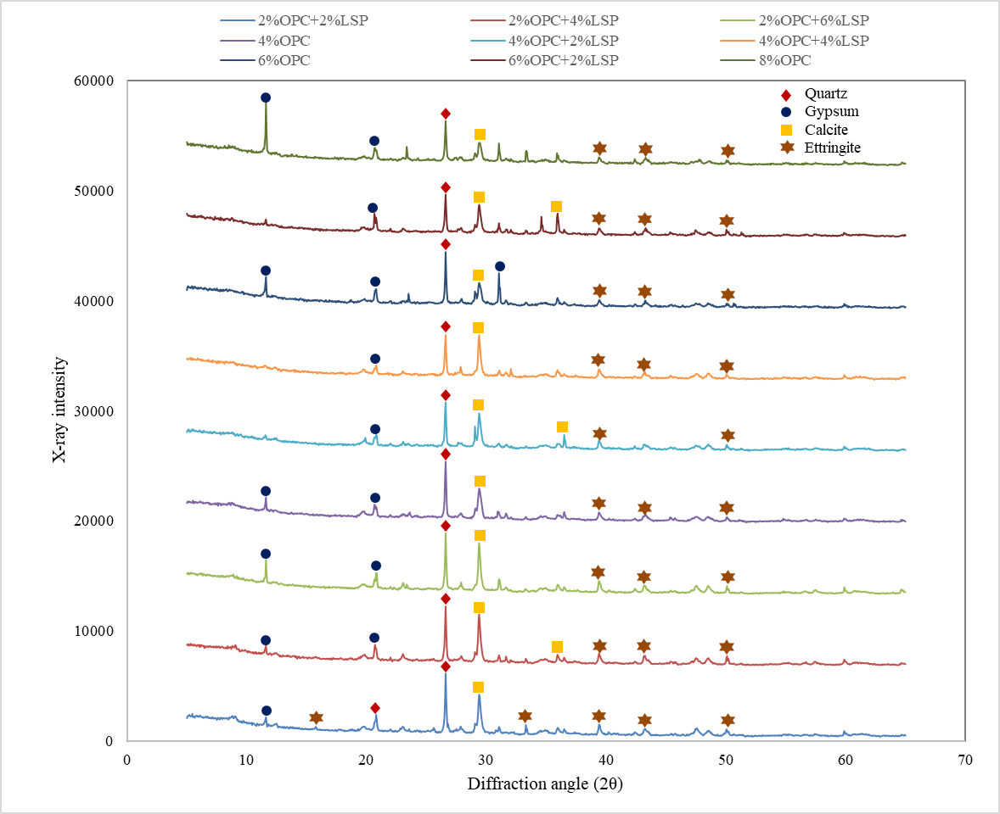 2%OPC+2%LSP 2%OPC+4%LSP 2%OPC+6%LSP
4%OPC 4%OPC+2%LSP 4%OPC+4%LSP
6%OPC 6%OPC+2%LSP 8%OPC
60000
Quartz
Gypsum
Calcite
Ettringite
50000
40000
30000
20000
10000
0
X-ray intensity
0 10 20 30 40 50 60 70
Diffraction angle (2θ)